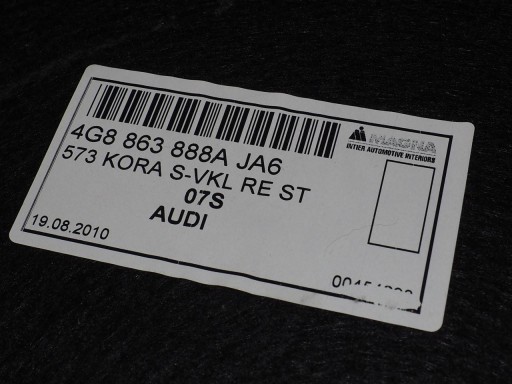 MAGNA
INTIER AUTOMOTIVE INTERIORS
4G8 863 888A JA6
573 KORA S-VKL RE ST
07S
AUDI
19.08.2010